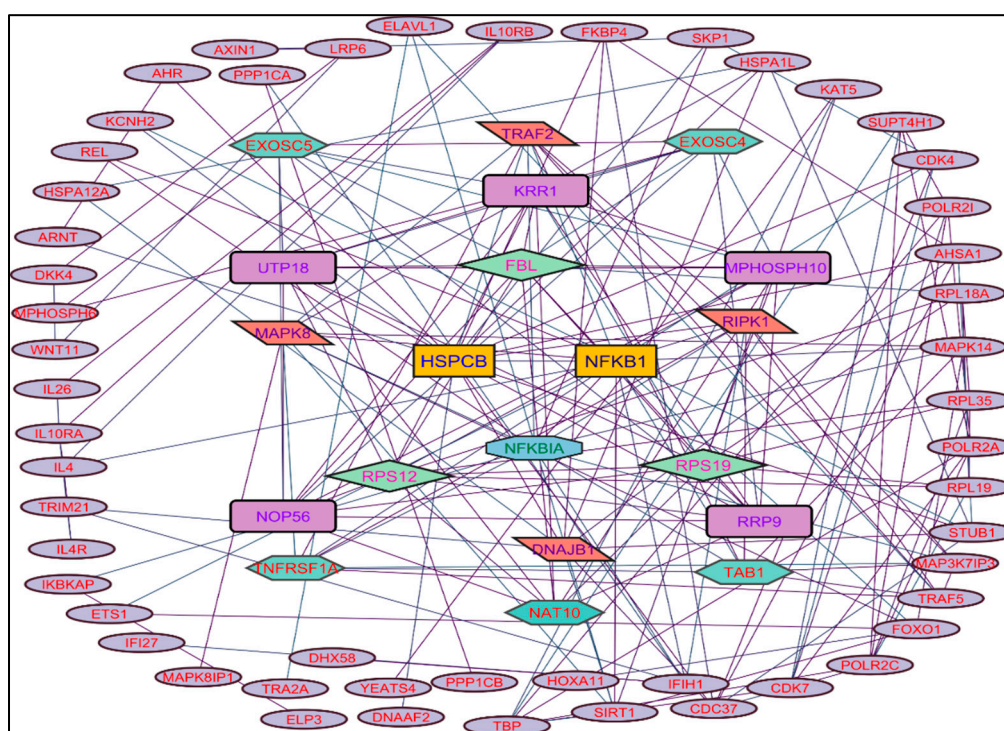 ELAVL1
IL10RB
FKBP4
SKP1
AXIN1
LRP6
HSPA1L
AHR
PPP1CA
KAT5
KCNH2
SUPT4H1
EXOSC5
TRAF2
EXOSC4
REL
CDK4
HSPA12A
KRR1
POLR2I
ARNT
AHSA1
UTP18
FBL
MPHOSPH10
DKK4
RPL18A
MPHOSPH6
MAPK8
RIPK1
WNT11
HSPCB
NFKB1
MAPK14
IL26
RPL35
IL10RA
NFKBIA
POLR2A
IL4
RPS12
RPS19
RPL19
TRIM21
NOP56
RRP9
STUB1
IL4R
DNAJB1
MAP3K7IP3
IKBKAP
TNFRSF1A
TAB1
TRAF5
ETS1
NAT10
FOXO1
IFI27
DHX58
POLR2C
MAPK8IP1
TRA2A
YEATS4
PPP1CB
HOXA11
IFIH1
CDK7
ELP3
DNAAF2
TBP
SIRT1
CDC37